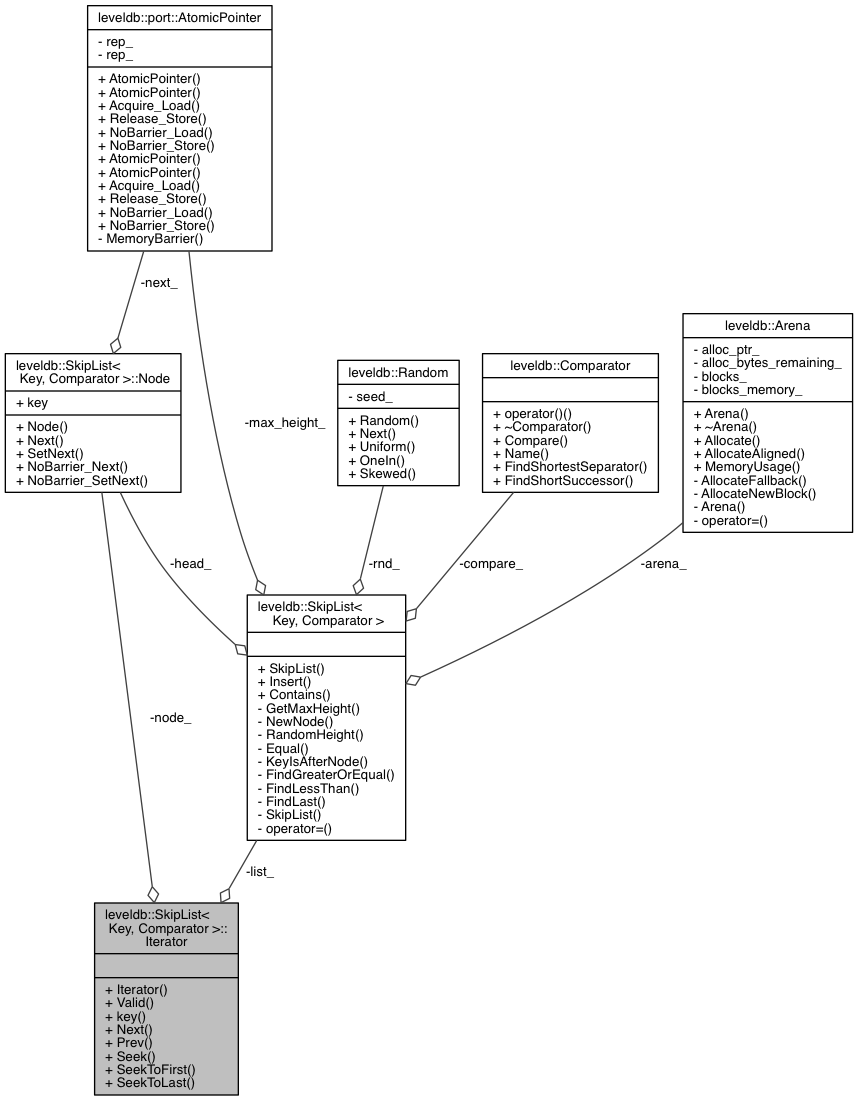 leveldb::port::AtomicPointer
- rep_
- rep_
+ AtomicPointer()
+ AtomicPointer()
+ Acquire_Load()
+ Release_Store()
+ NoBarrier_Load()
+ NoBarrier_Store()
+ AtomicPointer()
+ AtomicPointer()
+ Acquire_Load()
+ Release_Store()
+ NoBarrier_Load()
+ NoBarrier_Store()
- MemoryBarrier()
-next_
leveldb::SkipList<
Key, Comparator >::Node
+ key
+ Node()
+ Next()
+ SetNext()
+ NoBarrier_Next()
+ NoBarrier_SetNext()
-max_height_
leveldb::Random
- seed_
+ Random()
+ Next()
+ Uniform()
+ OneIn()
+ Skewed()
leveldb::Comparator
+ operator()()
+ ~Comparator()
+ Compare()
+ Name()
+ FindShortestSeparator()
+ FindShortSuccessor()
leveldb::Arena
- alloc_ptr_
- alloc_bytes_remaining_
- blocks_
- blocks_memory_
+ Arena()
+ ~Arena()
+ Allocate()
+ AllocateAligned()
+ MemoryUsage()
- AllocateFallback()
- AllocateNewBlock()
- Arena()
- operator=()
-head_
-rnd_
-compare_
-arena_
leveldb::SkipList<
Key, Comparator >
+ SkipList()
+ Insert()
+ Contains()
- GetMaxHeight()
- NewNode()
- RandomHeight()
- Equal()
- KeyIsAfterNode()
- FindGreaterOrEqual()
- FindLessThan()
- FindLast()
- SkipList()
- operator=()
-node_
-list_
leveldb::SkipList<
Key, Comparator >::
Iterator
+ Iterator()
+ Valid()
+ key()
+ Next()
+ Prev()
+ Seek()
+ SeekToFirst()
+ SeekToLast()